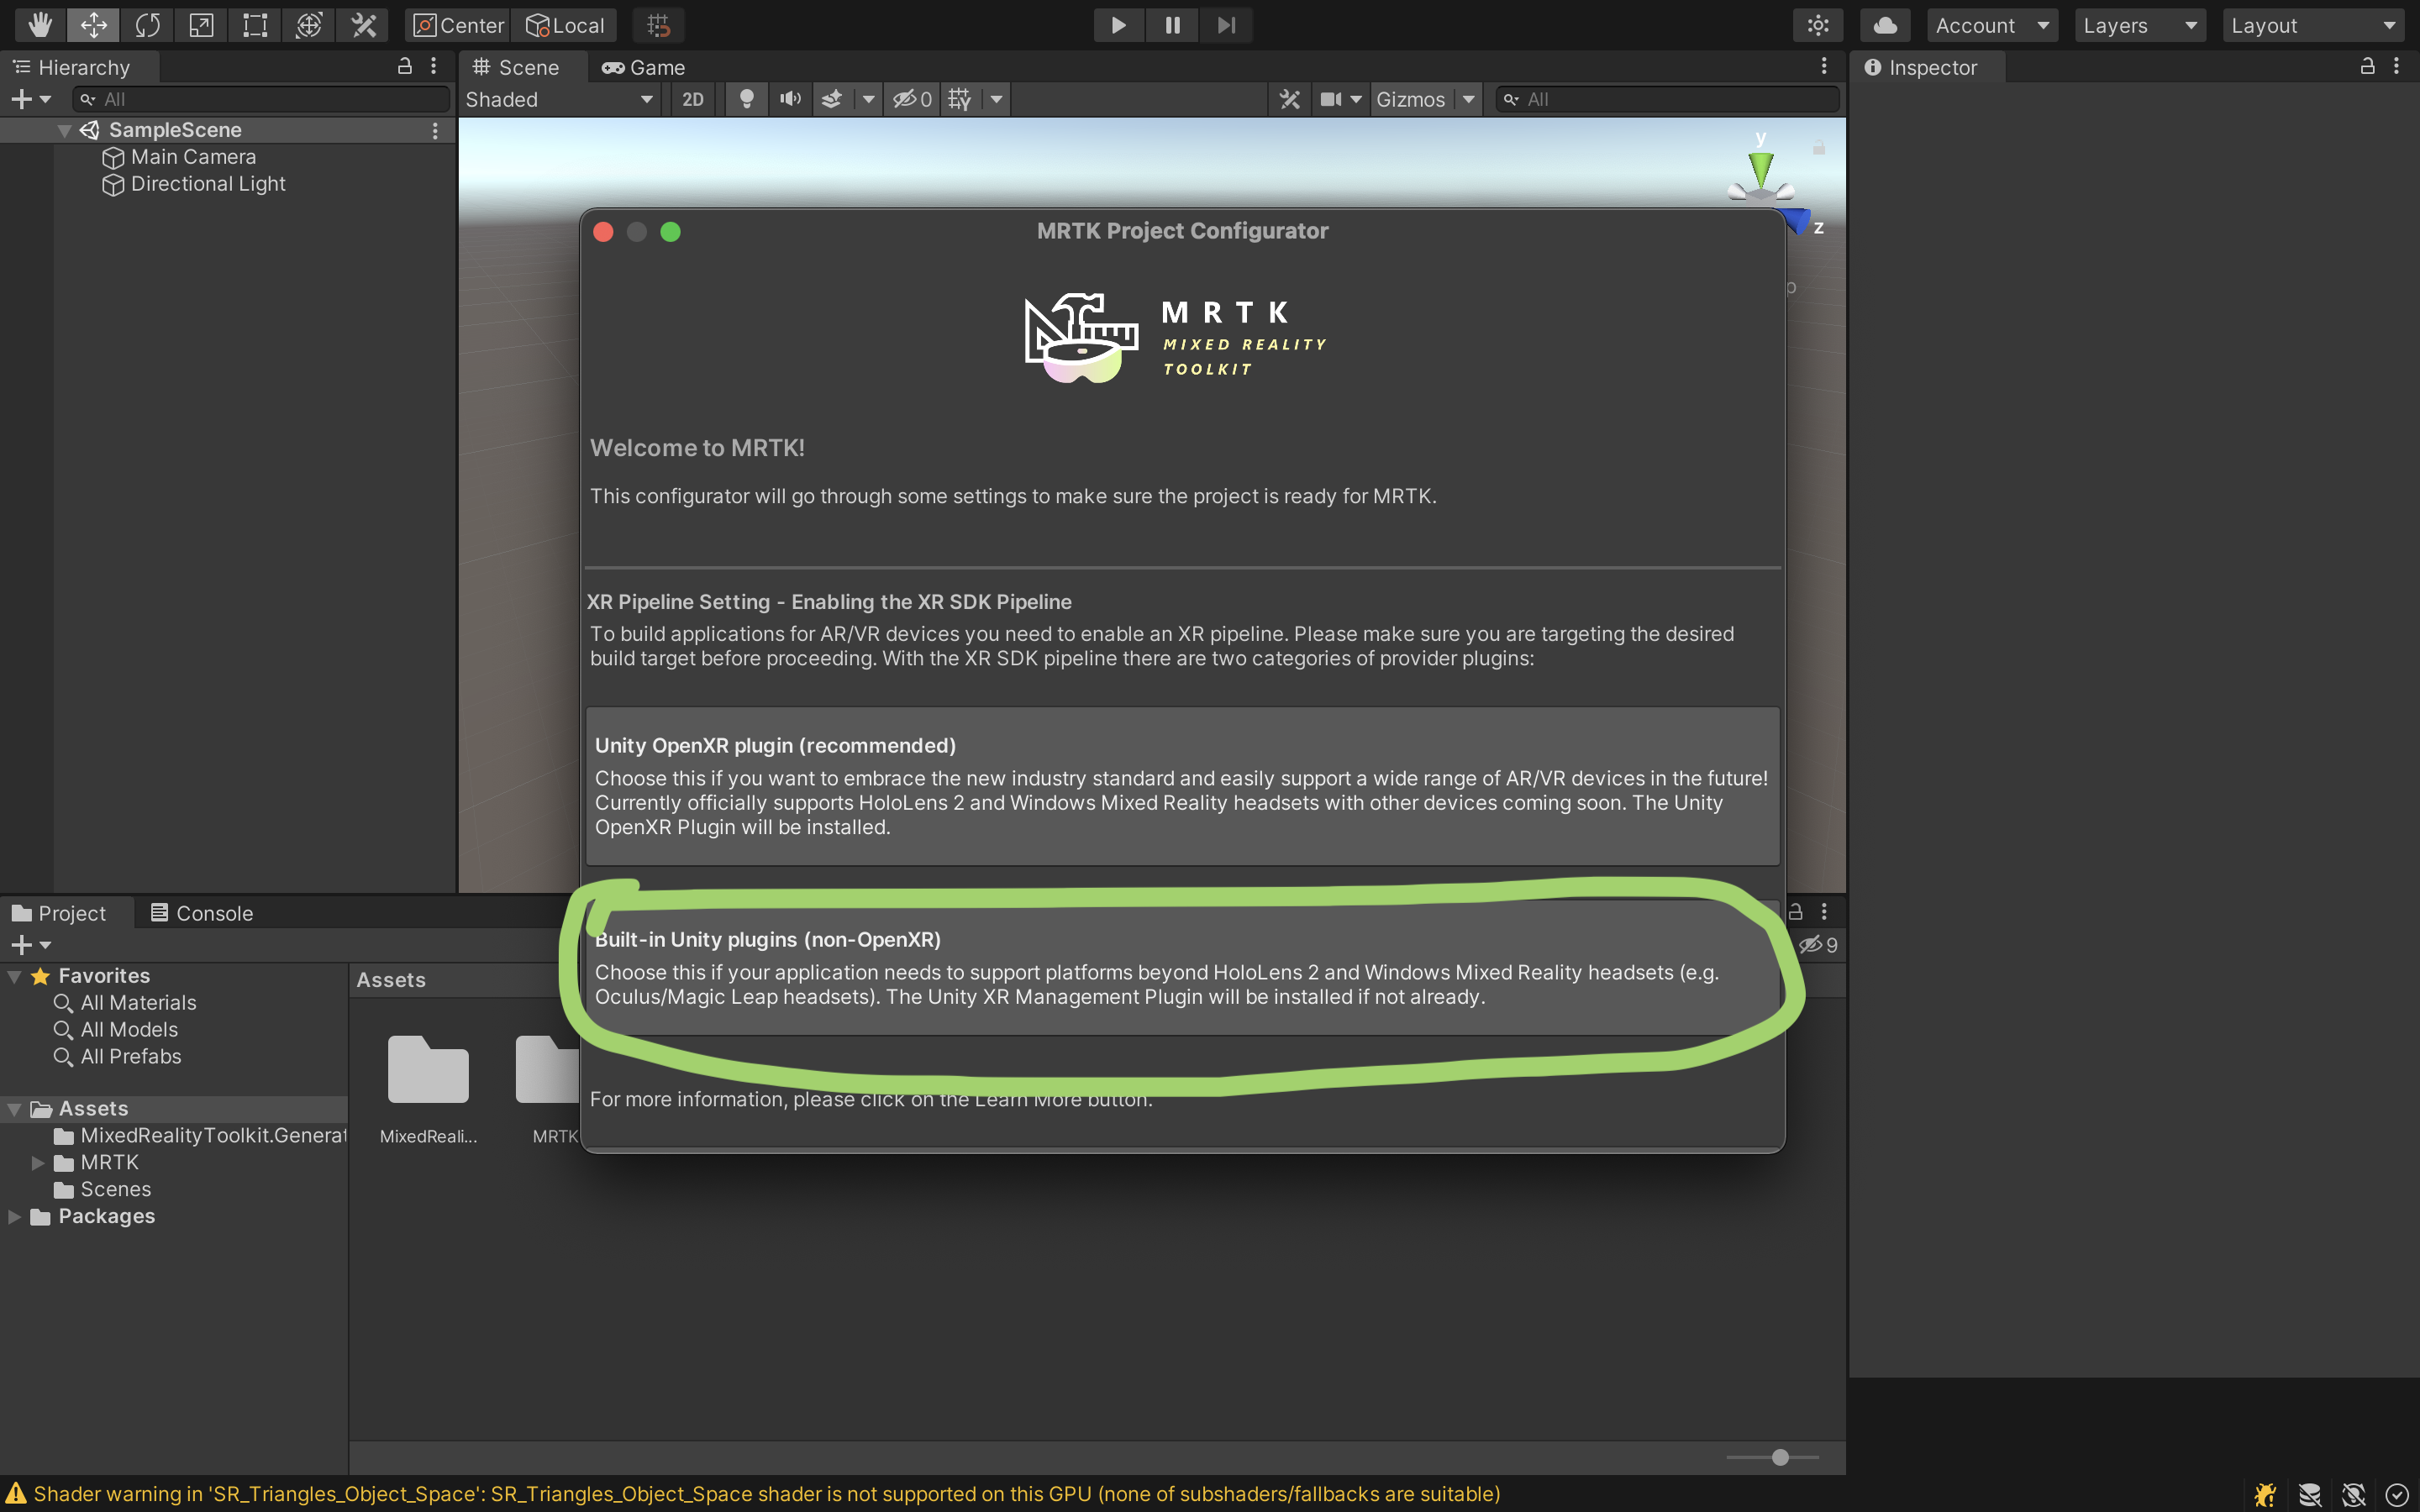 Center
Local
Account
Layers
Layout
Hierarchy
Scene
Game
Inspector
All
Shaded
2D
0
Gizmos
All
SampleScene
Main Camera
Directional Light
y
z
p
MRTK Project Configurator
MRTK
MIXED REALITY
TOOLKIT
Welcome to MRTK!
This configurator will go through some settings to make sure the project is ready for MRTK.
XR Pipeline Setting - Enabling the XR SDK Pipeline
To build applications for AR/VR devices you need to enable an XR pipeline. Please make sure you are targeting the desired
build target before proceeding. With the XR SDK pipeline there are two categories of provider plugins:
Unity OpenXR plugin (recommended)
Choose this if you want to embrace the new industry standard and easily support a wide range of AR/VR devices in the future!
Currently officially supports HoloLens 2 and Windows Mixed Reality headsets with other devices coming soon. The Unity
OpenXR Plugin will be installed.
Built-in Unity plugins (non-OpenXR)
Choose this if your application needs to support platforms beyond HoloLens 2 and Windows Mixed Reality headsets (e.g.
Oculus/Magic Leap headsets). The Unity XR Management Plugin will be installed if not already.
For more information, please click on the Learn More button.
Project
Console
9
Favorites
All Materials
All Models
All Prefabs
Assets
MixedRealityToolkit.Generat
MRTK
Scenes
Packages
Assets
MixedReali...
MRTK
Shader warning in 'SR_Triangles_Object_Space': SR_Triangles_Object_Space shader is not supported on this GPU (none of subshaders/fallbacks are suitable)